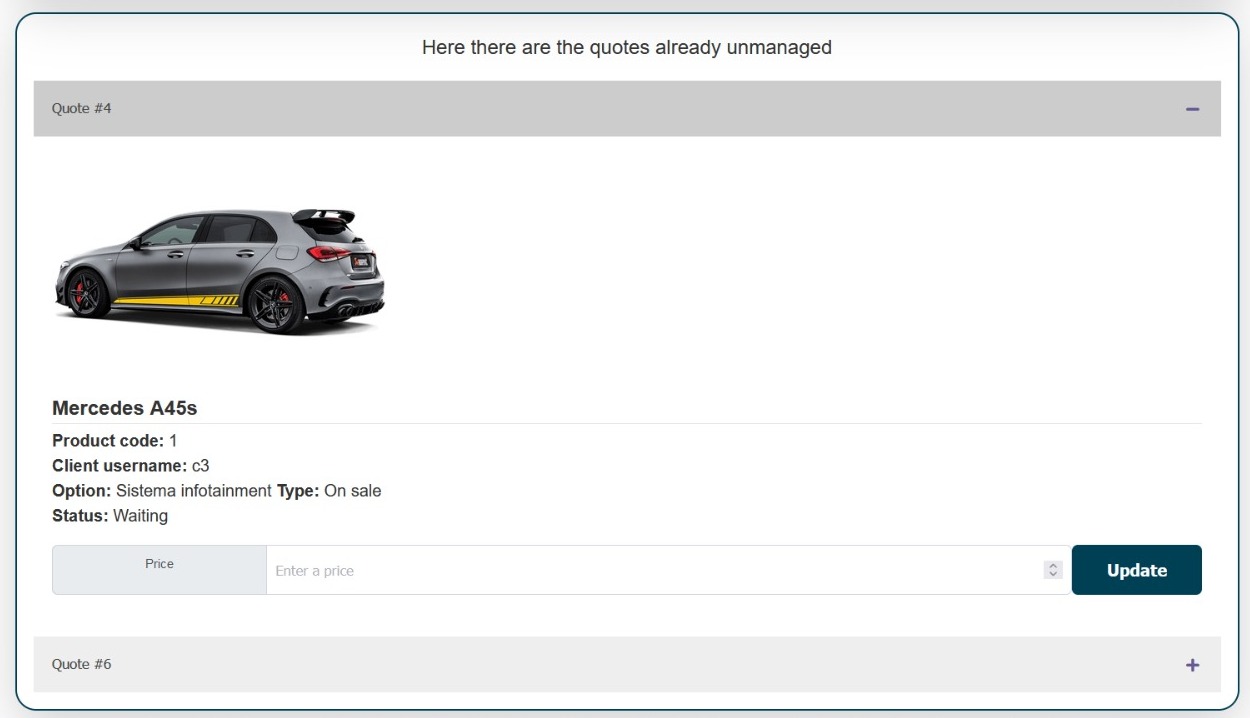 Here there are the quotes already unmanaged
Quote #4
Mercedes A45s
Product code: 1
Client username: c3
Option: Sistema infotainment Type: On sale
Status: Waiting
Price
Enter a price
Update
Quote #6